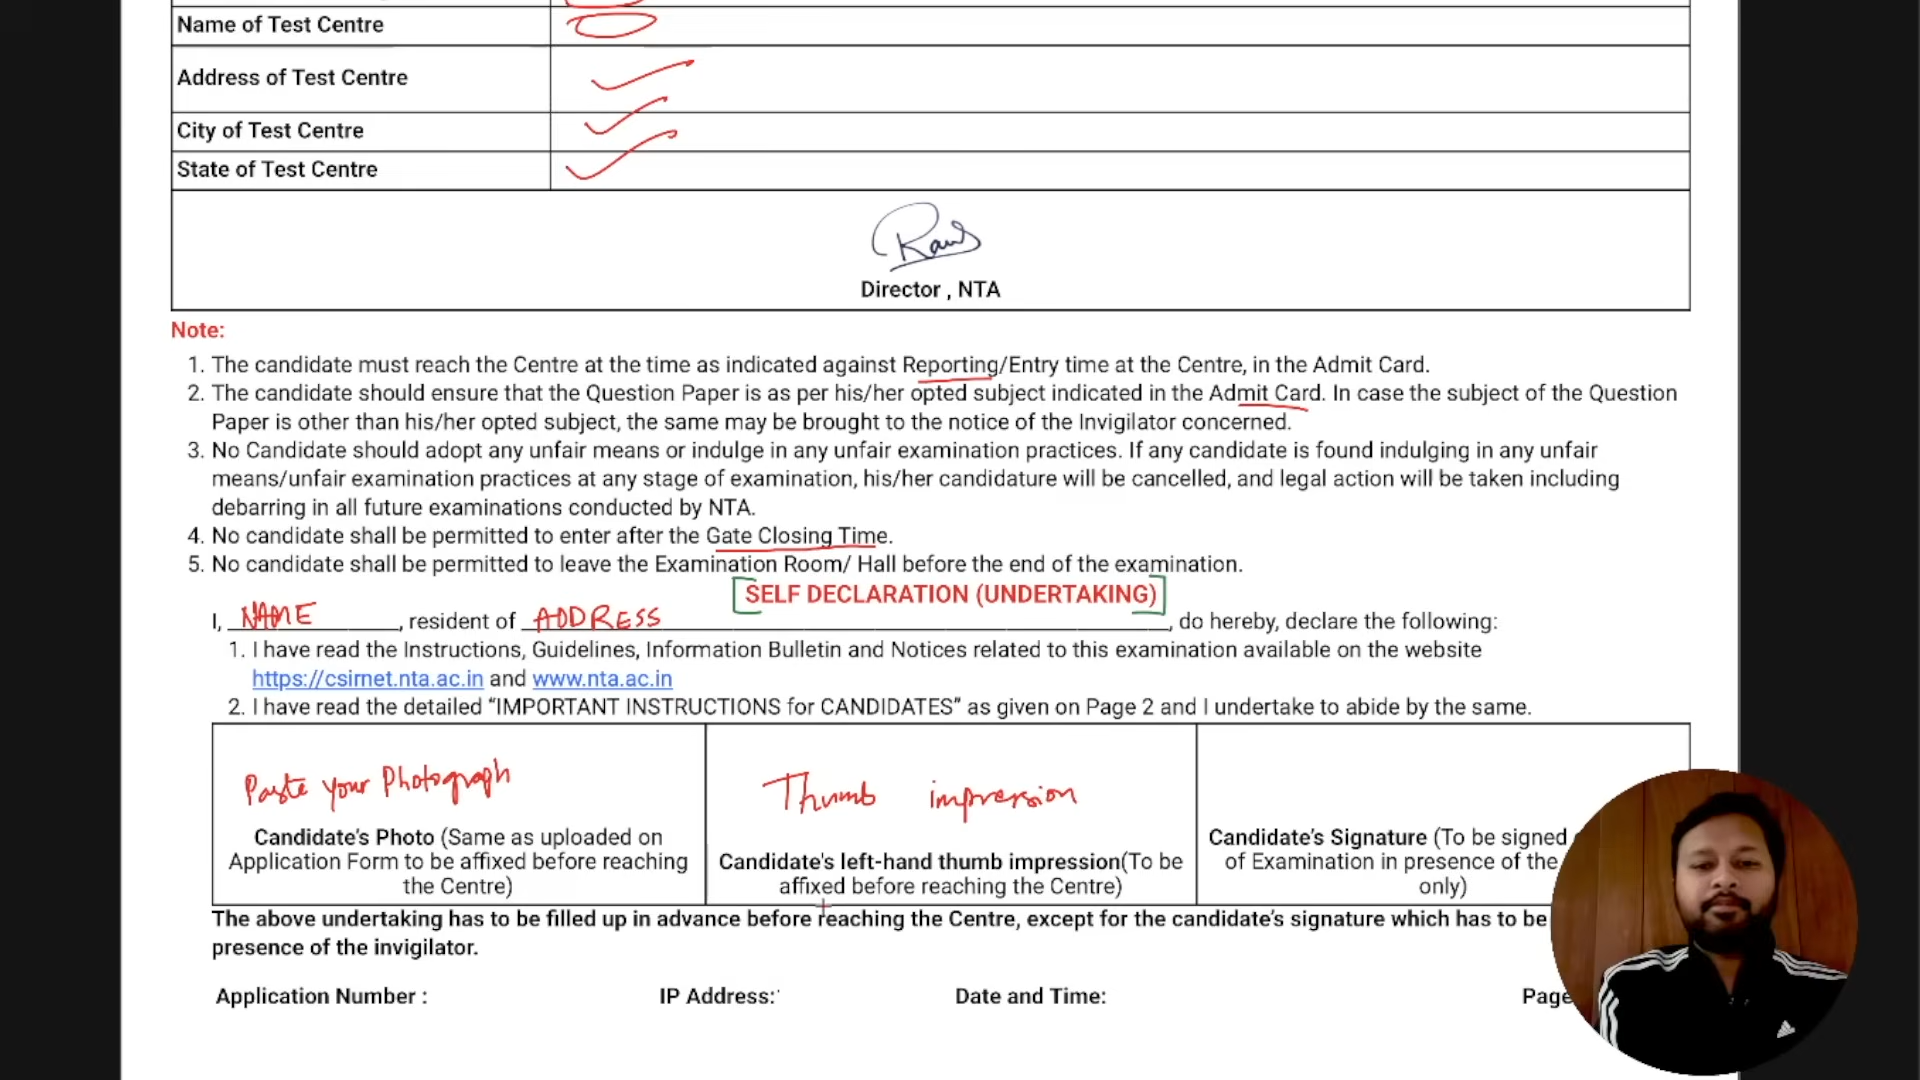 Name of Test Centre
Address of Test Centre
City of Test Centre
State of Test Centre
Director , NTA
Note:
1. The candidate must reach the Centre at the time as indicated against Reporting/Entry time at the Centre, in the Admit Card.
2. The candidate should ensure that the Question Paper is as per his/her opted subject indicated in the Admit Card. In case the subject of the Question
Paper is other than his/her opted subject, the same may be brought to the notice of the Invigilator concerned.
3. No Candidate should adopt any unfair means or indulge in any unfair examination practices. If any candidate is found indulging in any unfair
means/unfair examination practices at any stage of examination, his/her candidature will be cancelled, and legal action will be taken including
debarring in all future examinations conducted by NTA.
4. No candidate shall be permitted to enter after the Gate Closing Time.
5. No candidate shall be permitted to leave the Examination Room/ Hall before the end of the examination.
SELF DECLARATION (UNDERTAKING)
I, NAME, resident of ADDRESS, do hereby, declare the following:
1. I have read the Instructions, Guidelines, Information Bulletin and Notices related to this examination available on the website
https://csirnet.nta.ac.in and www.nta.ac.in
2. I have read the detailed “IMPORTANT INSTRUCTIONS for CANDIDATES” as given on Page 2 and I undertake to abide by the same.
Paste your Photograph
Candidate's Photo (Same as uploaded on
Application Form to be affixed before reaching
the Centre)
Thumb impression
Candidate's left-hand thumb impression(To be
affixed before reaching the Centre)
Candidate's Signature (To be signed
of Examination in presence of the
only)
The above undertaking has to be filled up in advance before reaching the Centre, except for the candidate's signature which has to be
presence of the invigilator.
Application Number : IP Address: Date and Time: Page